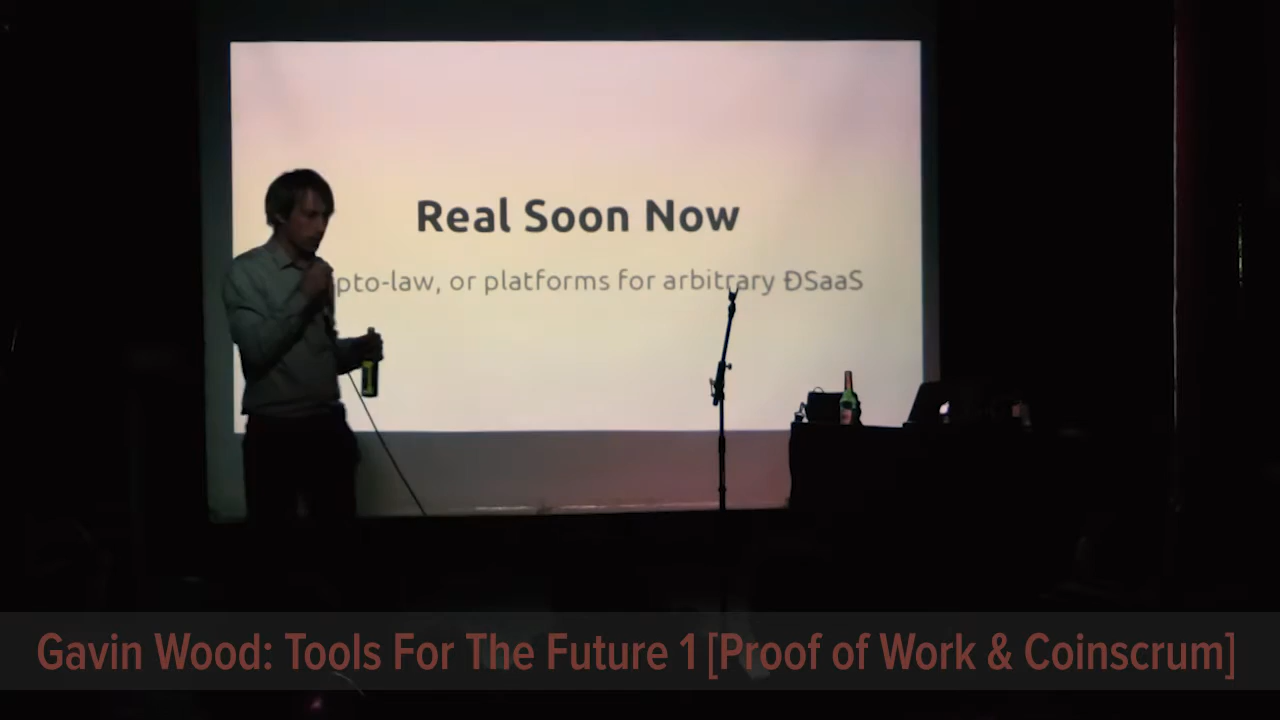 Real Soon Now
pto-law, or platforms for arbitrary ĐSaaS
Gavin Wood: Tools For The Future 1 [Proof of Work & Coinscrum]